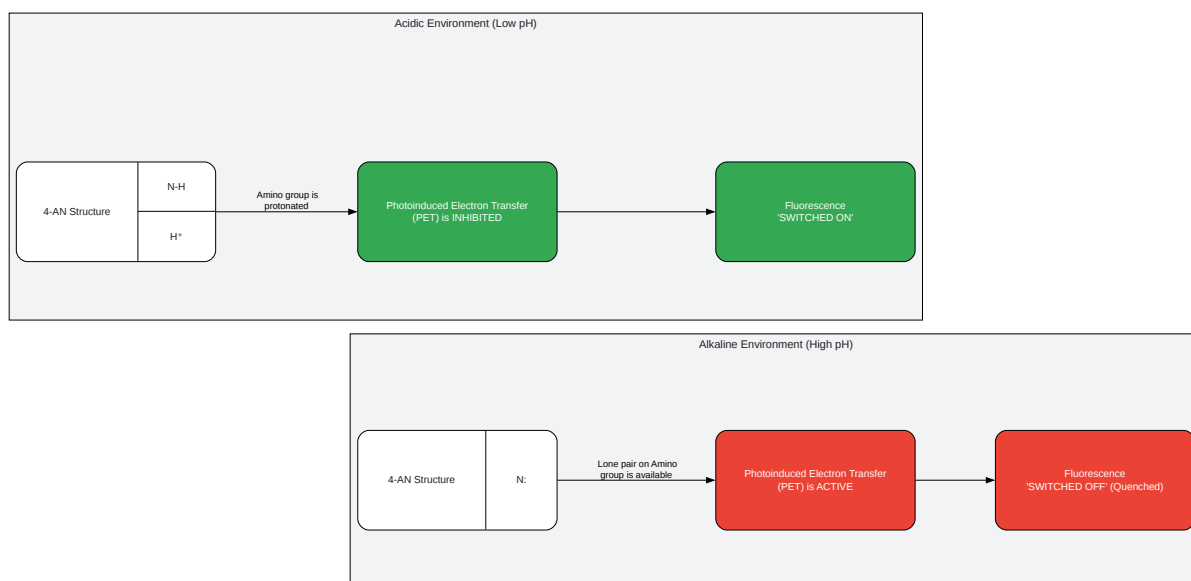 Acidic Environment (Low pH)
4-AN Structure
N-H
H⁺
Amino group is
protonated
Photoinduced Electron Transfer
(PET) is INHIBITED
Fluorescence
'SWITCHED ON'
Alkaline Environment (High pH)
4-AN Structure
N:
Lone pair on Amino
group is available
Photoinduced Electron Transfer
(PET) is ACTIVE
Fluorescence
'SWITCHED OFF' (Quenched)